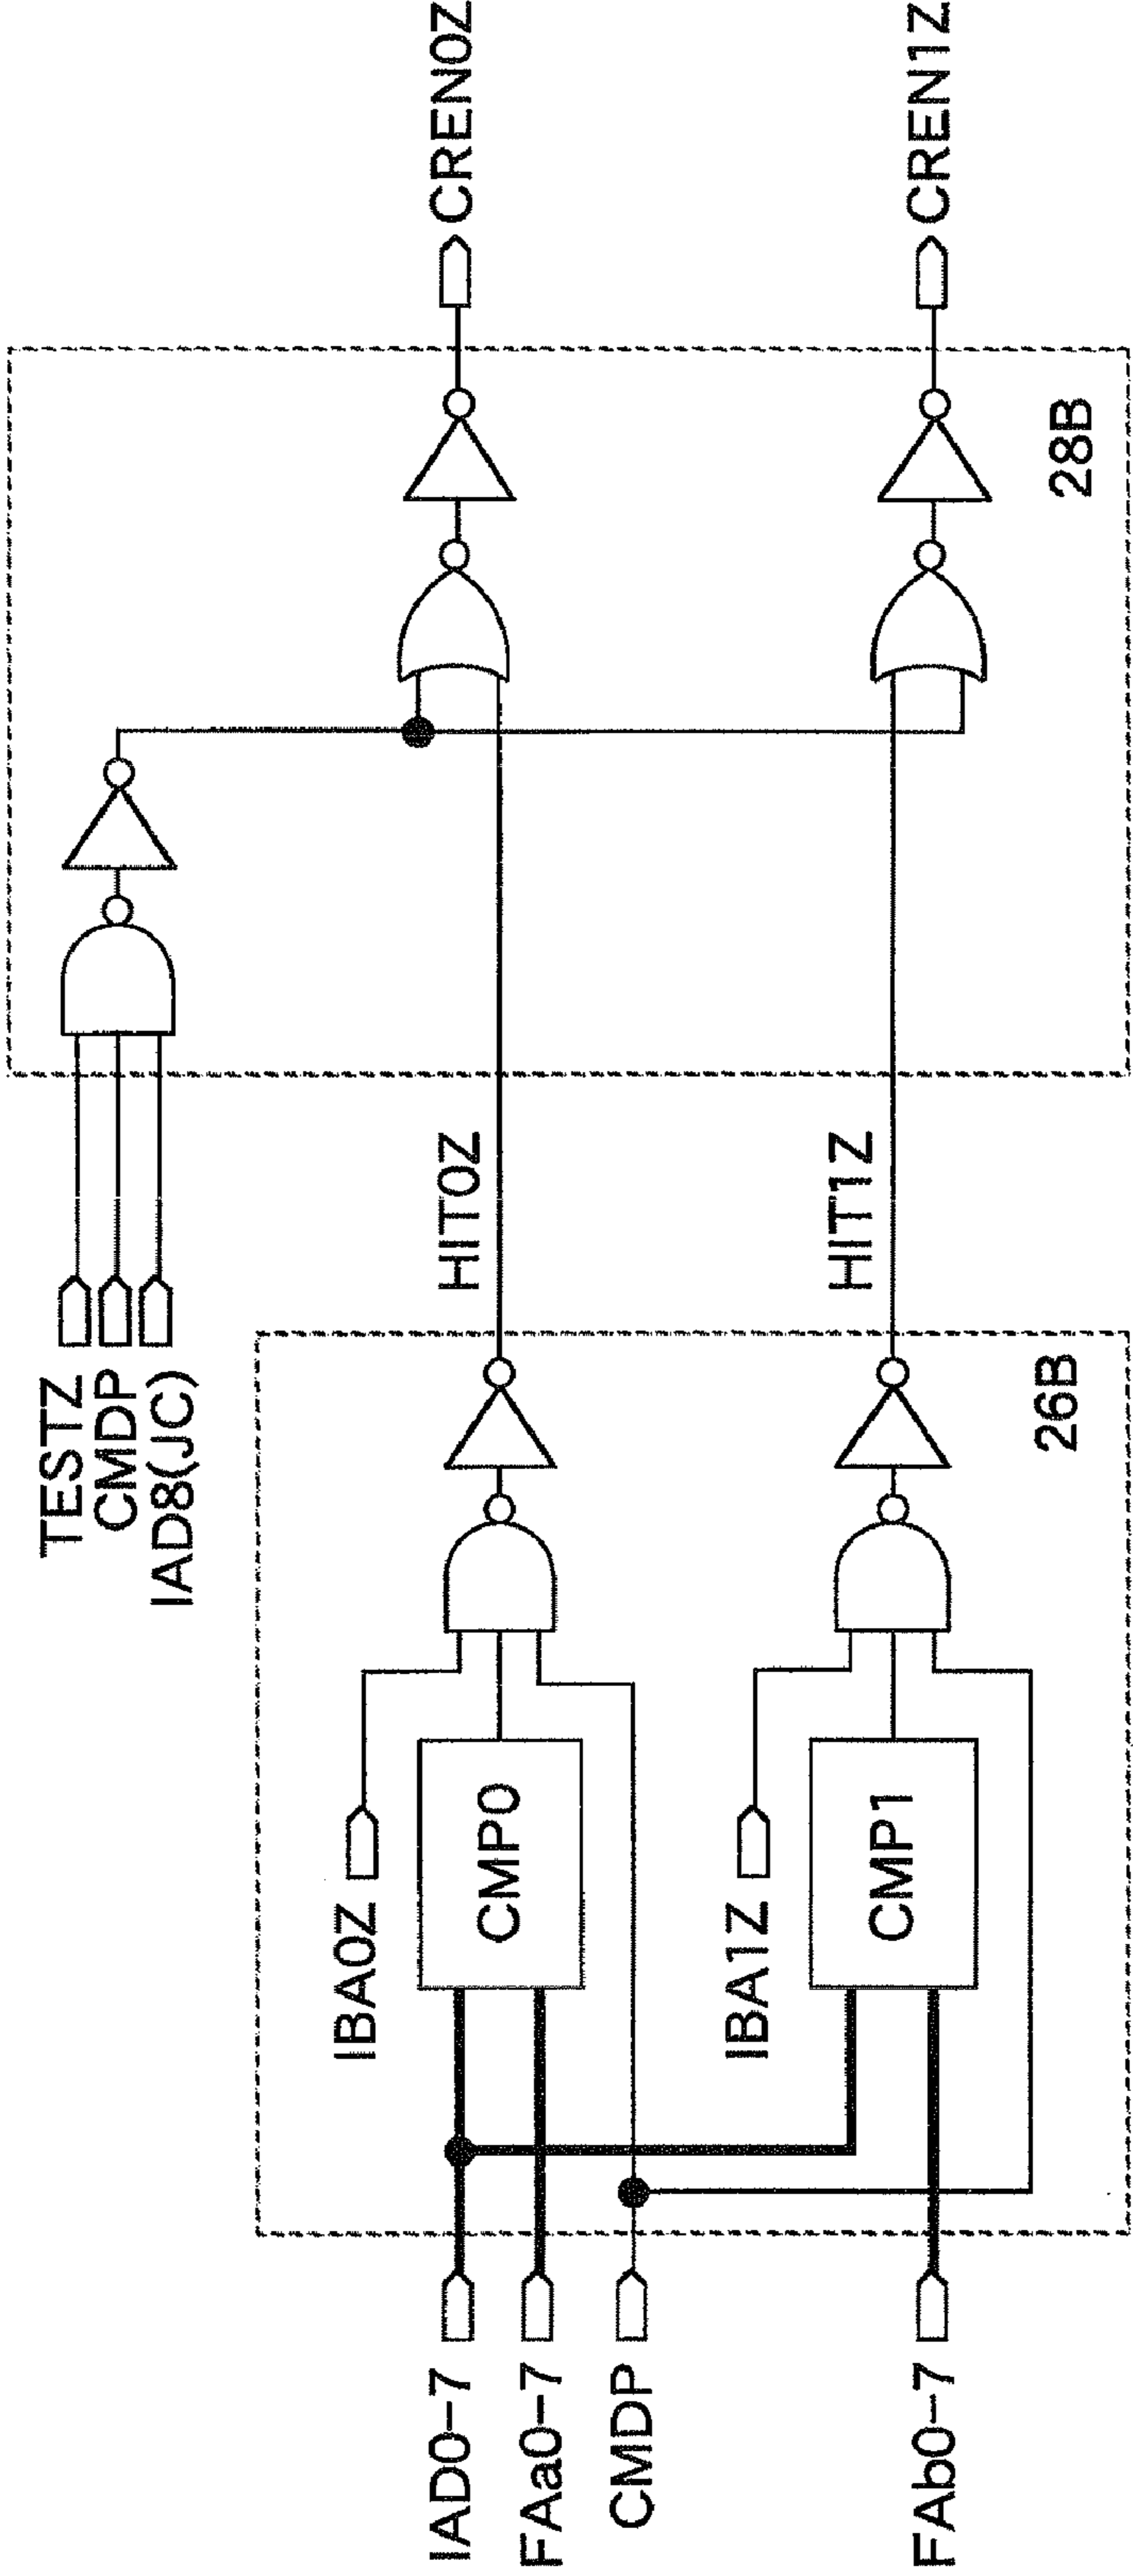 TESTZ
CMDP
IAD8(JC)
CREN0Z
IBA0Z
HIT0Z
IAD0-7
CMP0
FAa0-7
CMDP
IBA1Z
HIT1Z
CMP1
CREN1Z
FAb0-7
26B
28B